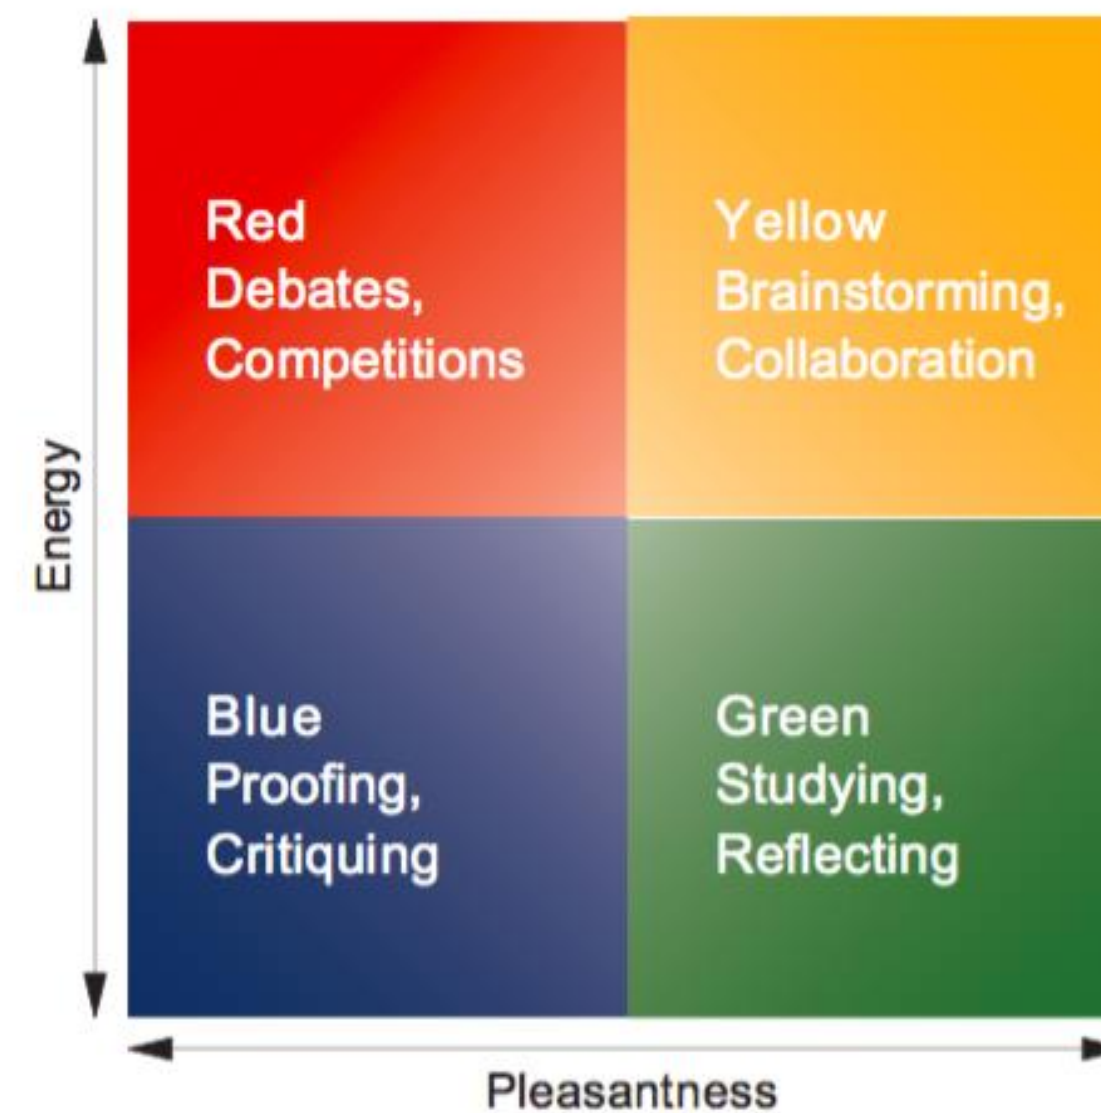 Energy
Red
Debates,
Competitions
Yellow
Brainstorming,
Collaboration
Blue
Proofing,
Critiquing
Green
Studying,
Reflecting
Pleasantness